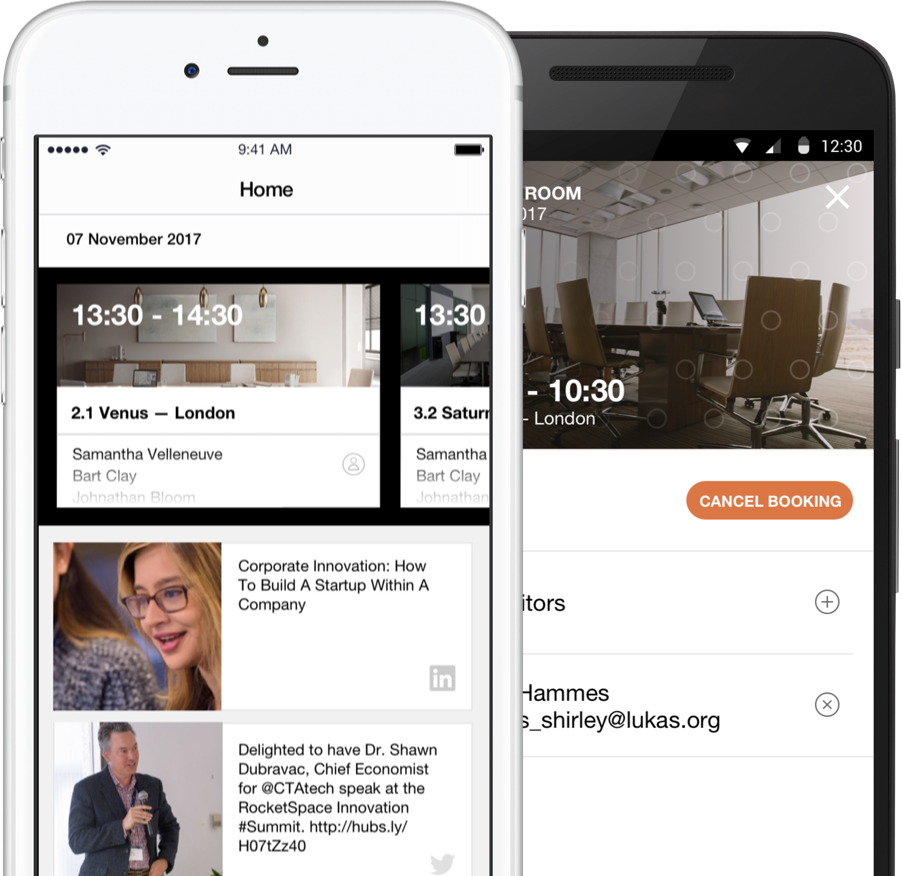 9:41 AM
Home
07 November 2017
13:30 - 14:30
13:30
2.1 Venus — London
3.2 Saturn
Samantha Velleneuve
Bart Clay
Johnathan Bloom
Samantha
Bart Clay
Johnathan
Corporate Innovation: How
To Build A Startup Within A
Company
in
Delighted to have Dr. Shawn
Dubravac, Chief Economist
for @CTAtech speak at the
RocketSpace Innovation
#Summit. http://hubs.ly/
H07tZz40
12:30
ROOM
017
- 10:30
- London
CANCEL BOOKING
itors
Hammes
s_shirley@lukas.org